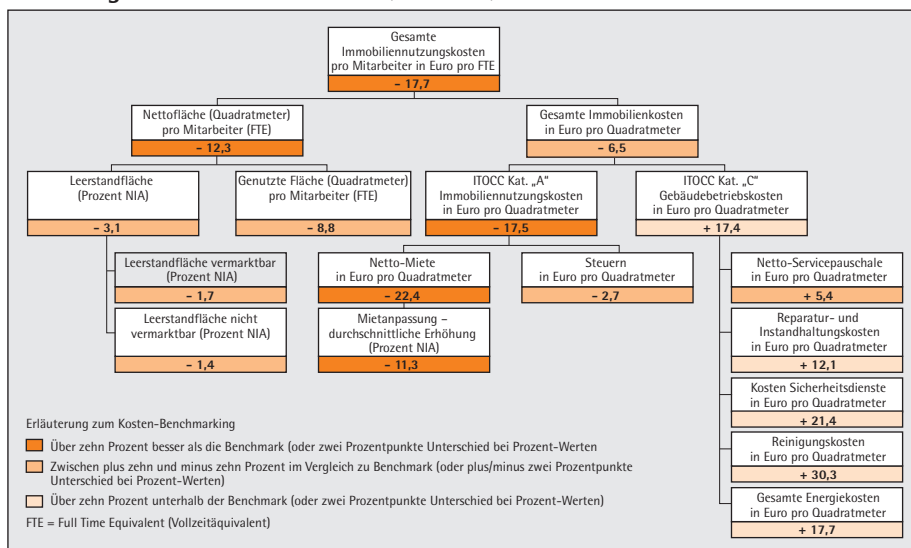 Gesamte
Immobiliennutzungskosten
pro Mitarbeiter in Euro pro FTE
– 17,7
Nettofläche (Quadratmeter)
pro Mitarbeiter (FTE)
– 12,3
Gesamte Immobilienkosten
in Euro pro Quadratmeter
– 6,5
Leerstandfläche
(Prozent NIA)
– 3,1
Genutzte Fläche (Quadratmeter)
pro Mitarbeiter (FTE)
– 8,8
ITOCC Kat. „A“
Immobiliennutzungskosten
in Euro pro Quadratmeter
– 17,5
ITOCC Kat. „C“
Gebäudebetriebskosten
in Euro pro Quadratmeter
+ 17,4
Leerstandfläche vermarktbar
(Prozent NIA)
– 1,7
Leerstandfläche nicht
vermarktbar (Prozent NIA)
– 1,4
Netto-Miete
in Euro pro Quadratmeter
– 22,4
Mietanpassung –
durchschnittliche Erhöhung
(Prozent NIA)
– 11,3
Steuern
in Euro pro Quadratmeter
– 2,7
Netto-Servicepauschale
in Euro pro Quadratmeter
+ 5,4
Reparatur- und
Instandhaltungskosten
in Euro pro Quadratmeter
+ 12,1
Kosten Sicherheitsdienste
in Euro pro Quadratmeter
+ 21,4
Reinigungskosten
in Euro pro Quadratmeter
+ 30,3
Gesamte Energiekosten
in Euro pro Quadratmeter
+ 17,7
Erläuterung zum Kosten-Benchmarking
Über zehn Prozent besser als die Benchmark (oder zwei Prozentpunkte Unterschied bei Prozent-Werten
Zwischen plus zehn und minus zehn Prozent im Vergleich zu Benchmark (oder plus/minus zwei Prozentpunkte
Unterschied bei Prozent-Werten)
Über zehn Prozent unterhalb der Benchmark (oder zwei Prozentpunkte Unterschied bei Prozent-Werten)
FTE = Full Time Equivalent (Vollzeitäquivalent)